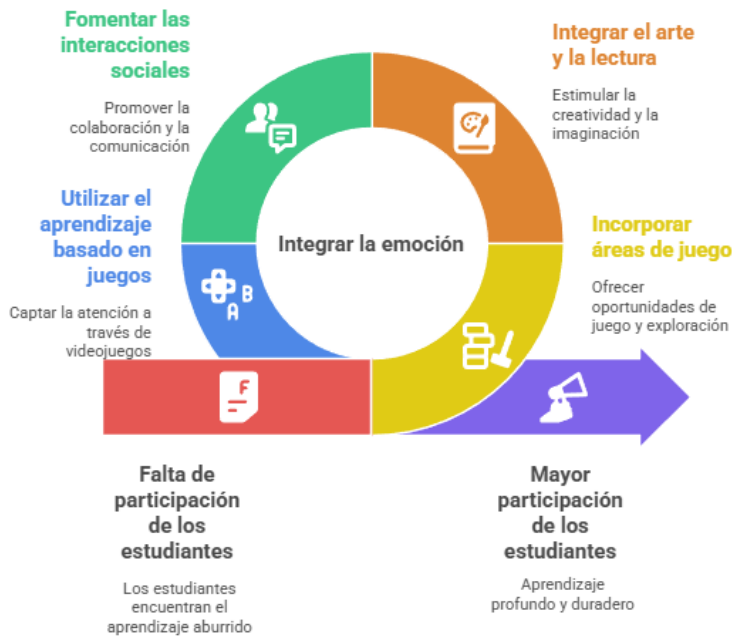 Fomentar las
interacciones
sociales
Promover la
colaboración y la
comunicación
Integrar el arte
y la lectura
Estimular la
creatividad y la
imaginación
Utilizar el
aprendizaje
basado en
juegos
Captar la atención a
través de
videojuegos
Integrar la emoción
Incorporar
áreas de juego
Ofrecer
oportunidades de
juego y exploración
B
A
F
Falta de
participación
de los
estudiantes
Los estudiantes
encuentran el
aprendizaje aburrido
Mayor
participación
de los
estudiantes
Aprendizaje
profundo y duradero